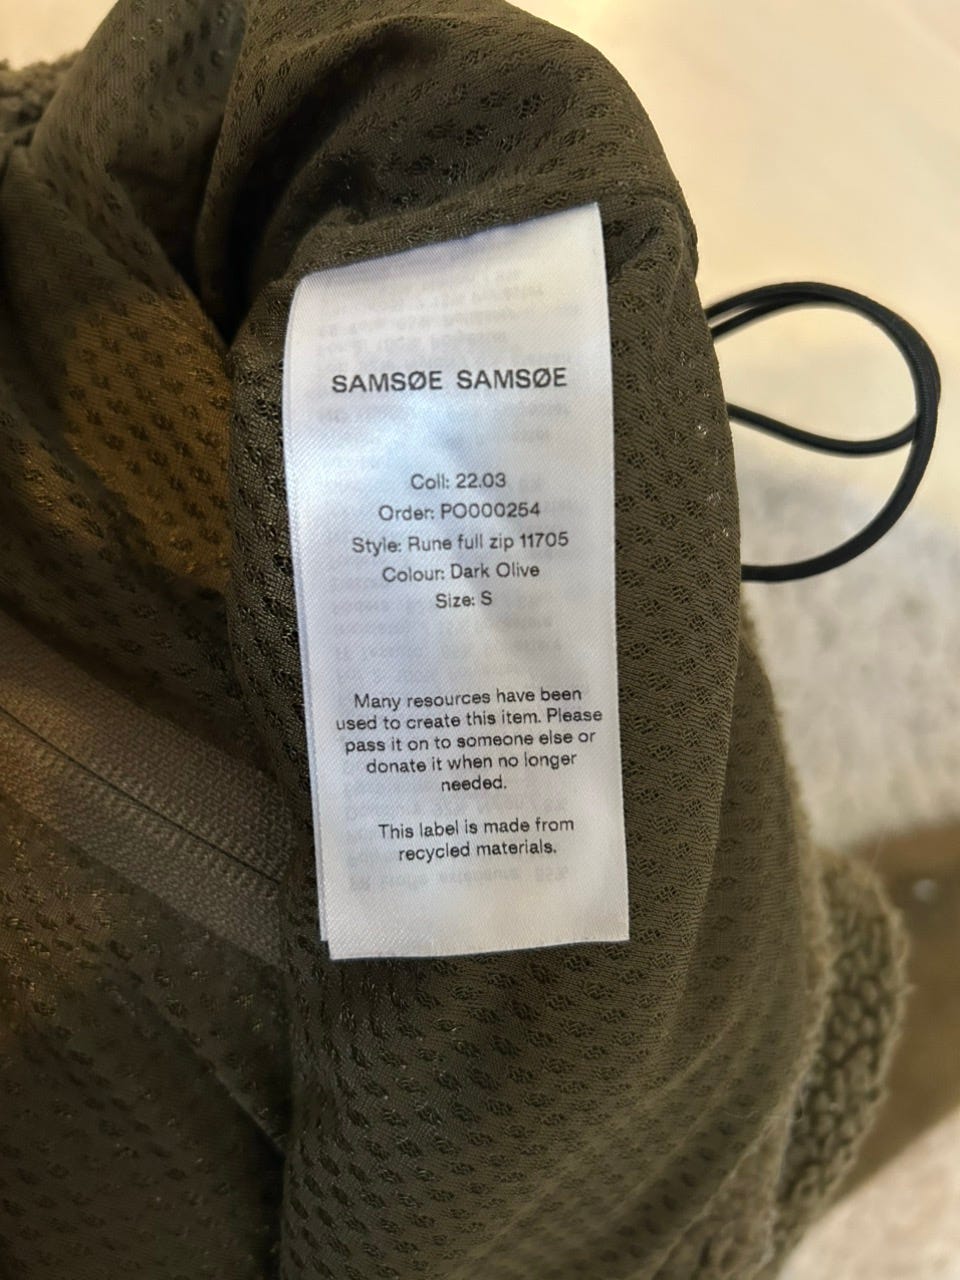 SAMSØE SAMSØE
Coll: 22.03
Order: PO000254
Style: Rune full zip 11705
Colour: Dark Olive
Size: S
Many resources have been
used to create this item. Please
pass it on to someone else or
donate it when no longer
needed.
This label is made from
recycled materials.